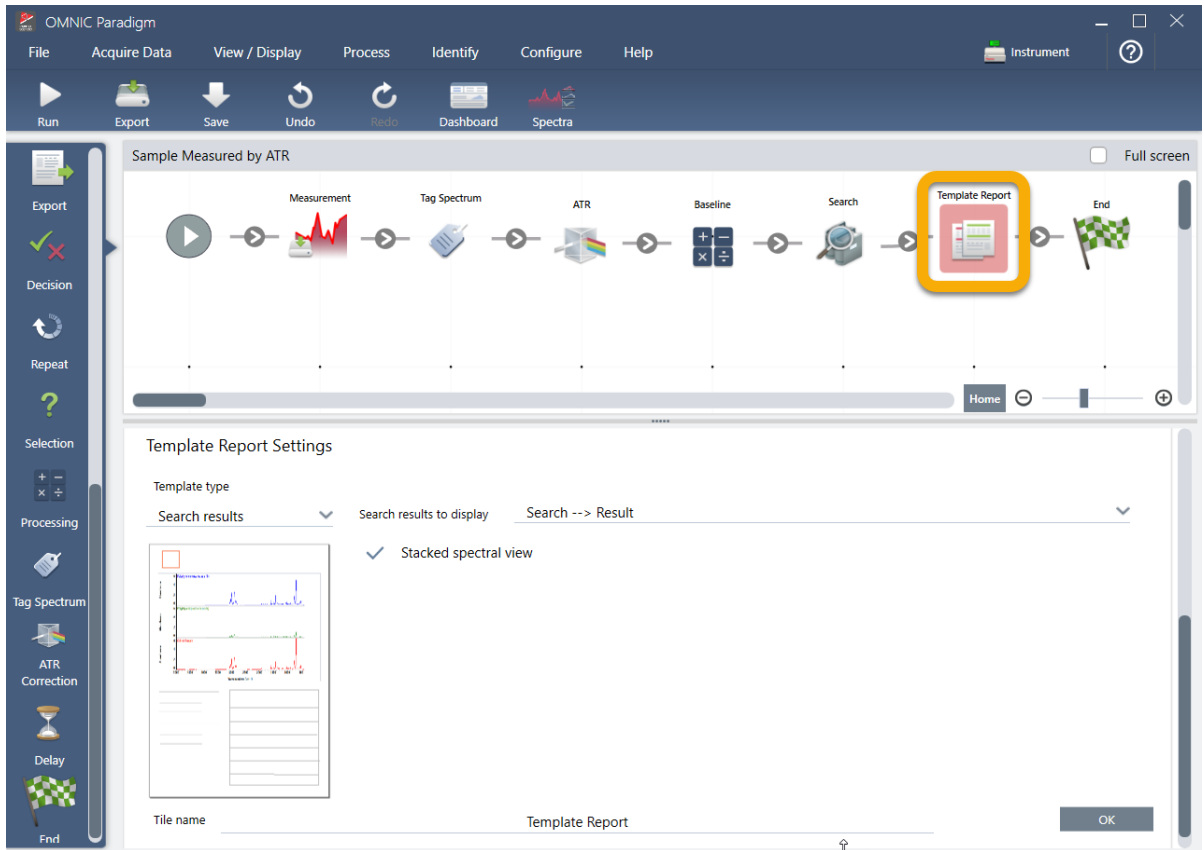 OMNIC Paradigm
File Acquire Data View / Display Process Identify Configure Help Instrument
Run Export Save Undo Redo Dashboard Spectra
Sample Measured by ATR Full screen
Export
Decision
Repeat
Selection
Processing
Tag Spectrum
ATR
Correction
Delay
End
Measurement Tag Spectrum ATR Baseline Search Template Report End
Home
Template Report Settings
Template type
Search results Search results to display Search --> Result
Stacked spectral view
Tile name Template Report OK